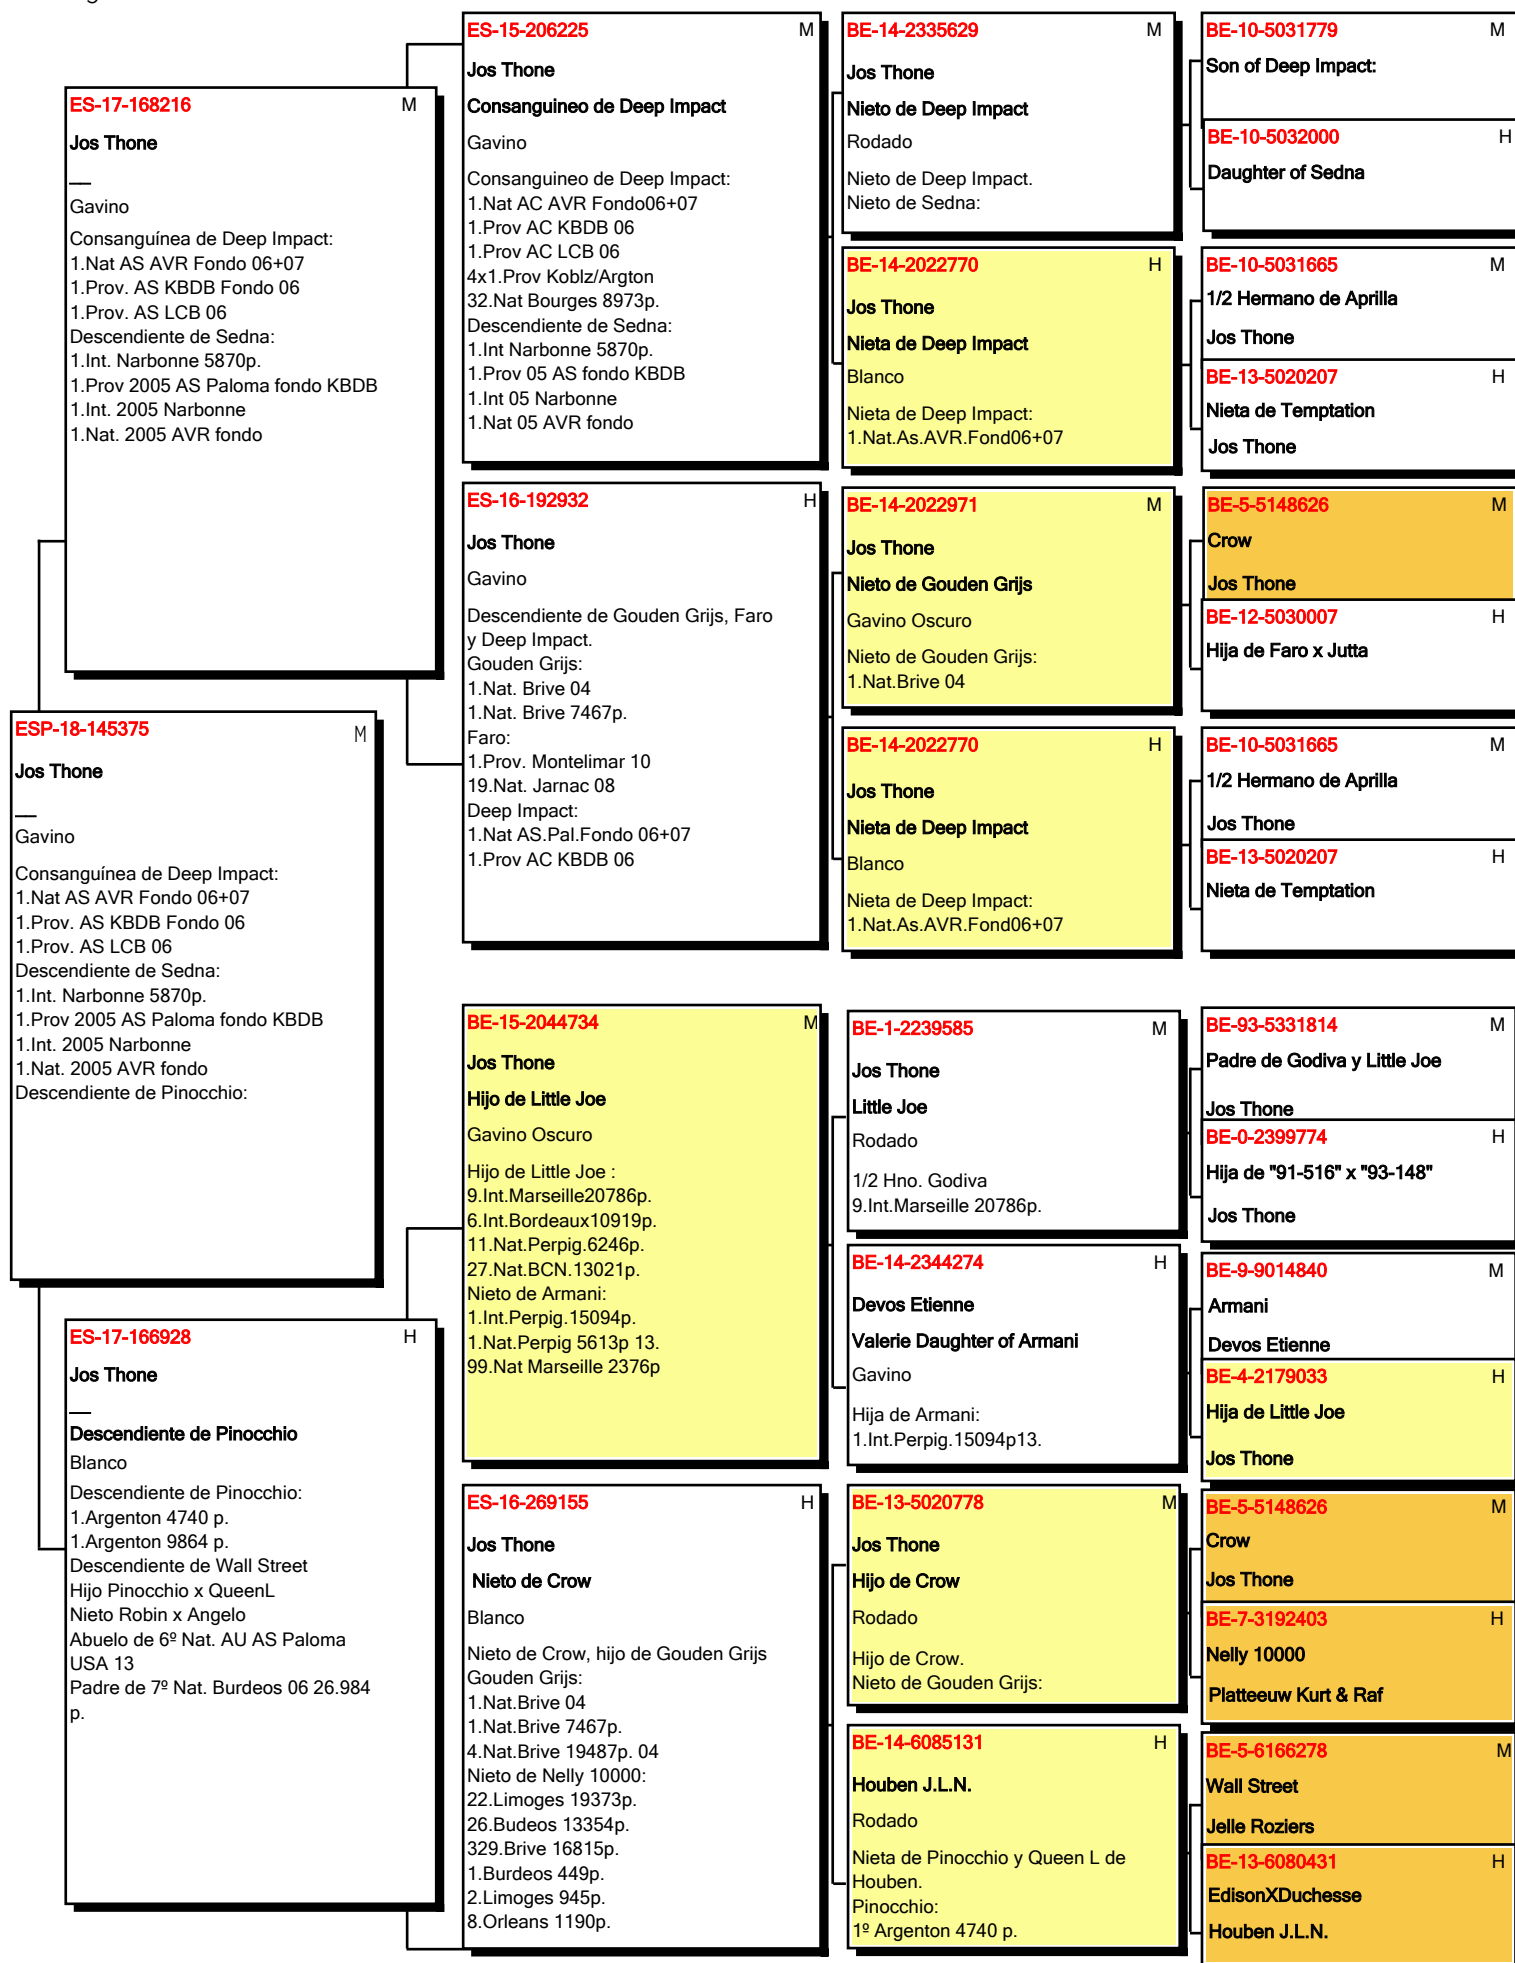 ESP-18-145375 M
Jos Thone
__
Gavino
Consanguínea de Deep Impact:
1.Nat AS AVR Fondo 06+07
1.Prov. AS KBDB Fondo 06
1.Prov. AS LCB 06
Descendiente de Sedna:
1.Int. Narbonne 5870p.
1.Prov 2005 AS Paloma fondo KBDB
1.Int. 2005 Narbonne
1.Nat. 2005 AVR fondo
Descendiente de Pinocchio:
ES-17-168216 M
Jos Thone
__
Gavino
Consanguínea de Deep Impact:
1.Nat AS AVR Fondo 06+07
1.Prov. AS KBDB Fondo 06
1.Prov. AS LCB 06
Descendiente de Sedna:
1.Int. Narbonne 5870p.
1.Prov 2005 AS Paloma fondo KBDB
1.Int. 2005 Narbonne
1.Nat. 2005 AVR fondo
ES-17-166928 H
Jos Thone
__
Descendiente de Pinocchio
Blanco
Descendiente de Pinocchio:
1.Argenton 4740 p.
1.Argenton 9864 p.
Descendiente de Wall Street
Hijo Pinocchio x QueenL
Nieto Robin x Angelo
Abuelo de 6º Nat. AU AS Paloma
USA 13
Padre de 7º Nat. Burdeos 06 26.984
p.
ES-15-206225 M
Jos Thone
Consanguineo de Deep Impact
Gavino
Consanguineo de Deep Impact:
1.Nat AC AVR Fondo06+07
1.Prov AC KBDB 06
1.Prov AC LCB 06
4x1.Prov Koblz/Argton
32.Nat Bourges 8973p.
Descendiente de Sedna:
1.Int Narbonne 5870p.
1.Prov 05 AS fondo KBDB
1.Int 05 Narbonne
1.Nat 05 AVR fondo
ES-16-192932 H
Jos Thone
Gavino
Descendiente de Gouden Grijs, Faro
y Deep Impact.
Gouden Grijs:
1.Nat. Brive 04
1.Nat. Brive 7467p.
Faro:
1.Prov. Montelimar 10
19.Nat. Jarnac 08
Deep Impact:
1.Nat AS.Pal.Fondo 06+07
1.Prov AC KBDB 06
BE-15-2044734 M
Jos Thone
Hijo de Little Joe
Gavino Oscuro
Hijo de Little Joe :
9.Int.Marseille20786p.
6.Int.Bordeaux10919p.
11.Nat.Perpig.6246p.
27.Nat.BCN.13021p.
Nieto de Armani:
1.Int.Perpig.15094p.
1.Nat.Perpig 5613p 13.
99.Nat Marseille 2376p
ES-16-269155 H
Jos Thone
Nieto de Crow
Blanco
Nieto de Crow, hijo de Gouden Grijs
Gouden Grijs:
1.Nat.Brive 04
1.Nat.Brive 7467p.
4.Nat.Brive 19487p. 04
Nieto de Nelly 10000:
22.Limoges 19373p.
26.Budeos 13354p.
329.Brive 16815p.
1.Burdeos 449p.
2.Limoges 945p.
8.Orleans 1190p.
BE-14-2335629 M
Jos Thone
Nieto de Deep Impact
Rodado
Nieto de Deep Impact.
Nieto de Sedna:
BE-14-2022770 H
Jos Thone
Nieta de Deep Impact
Blanco
Nieta de Deep Impact:
1.Nat.As.AVR.Fond06+07
BE-14-2022971 M
Jos Thone
Nieto de Gouden Grijs
Gavino Oscuro
Nieto de Gouden Grijs:
1.Nat.Brive 04
BE-14-2022770 H
Jos Thone
Nieta de Deep Impact
Blanco
Nieta de Deep Impact:
1.Nat.As.AVR.Fond06+07
BE-1-2239585 M
Jos Thone
Little Joe
Rodado
1/2 Hno. Godiva
9.Int.Marseille 20786p.
BE-14-2344274 H
Devos Etienne
Valerie Daughter of Armani
Gavino
Hija de Armani:
1.Int.Perpig.15094p13.
BE-13-5020778 M
Jos Thone
Hijo de Crow
Rodado
Hijo de Crow.
Nieto de Gouden Grijs:
BE-14-6085131 H
Houben J.L.N.
Rodado
Nieta de Pinocchio y Queen L de
Houben.
Pinocchio:
1º Argenton 4740 p.
BE-10-5031779 M
Son of Deep Impact:
BE-10-5032000 H
Daughter of Sedna
BE-10-5031665 M
1/2 Hermano de Aprilla
Jos Thone
BE-13-5020207 H
Nieta de Temptation
Jos Thone
BE-5-5148626 M
Crow
Jos Thone
BE-12-5030007 H
Hija de Faro x Jutta
BE-10-5031665 M
1/2 Hermano de Aprilla
Jos Thone
BE-13-5020207 H
Nieta de Temptation
BE-93-5331814 M
Padre de Godiva y Little Joe
Jos Thone
BE-0-2399774 H
Hija de "91-516" x "93-148"
Jos Thone
BE-9-9014840 M
Armani
Devos Etienne
BE-4-2179033 H
Hija de Little Joe
Jos Thone
BE-5-5148626 M
Crow
Jos Thone
BE-7-3192403 H
Nelly 10000
Platteeuw Kurt & Raf
BE-5-6166278 M
Wall Street
Jelle Roziers
BE-13-6080431 H
EdisonXDuchesse
Houben J.L.N.